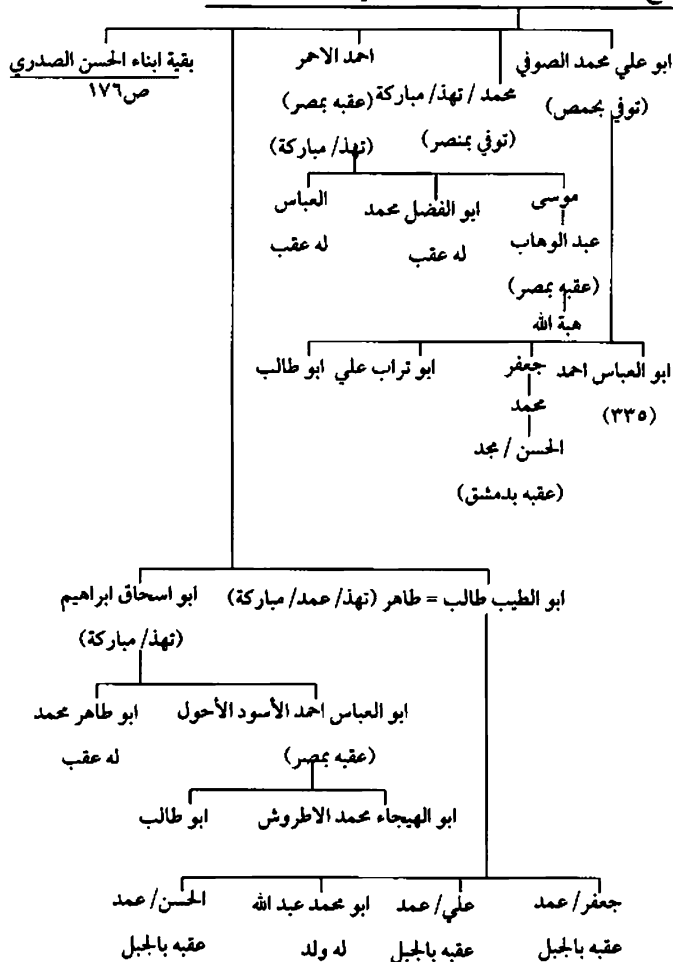 ابو علي محمد الصوفي
(توفي بحمص)
محمد / تهذ/ مباركة
(توفي بمصر)
احمد الاحمر
(عقبه بمصر)
(تهذ/ مباركة)
بقية ابناء الحسن الصدري
ص١٧٦
موسى
عبد الوهاب
(عقبه بمصر)
هبة الله
ابو الفضل محمد
له عقب
العباس
له عقب
ابو العباس احمد
(٣٣٥)
جعفر
محمد
الحسن / مجد
(عقبه بدمشق)
ابو تراب علي
ابو طالب
ابو الطيب طالب = طاهر (تهذ/ عمد/ مباركة)
ابو اسحاق ابراهيم
(تهذ/ مباركة)
ابو العباس احمد الأسود الأحول
(عقبه بمصر)
ابو طاهر محمد
له عقب
ابو الهيجاء محمد الاطروش
ابو طالب
جعفر/ عمد
عقبه بالجبل
علي/ عمد
عقبه بالجبل
ابو محمد عبد الله
له ولد
الحسن/ عمد
عقبه بالجبل